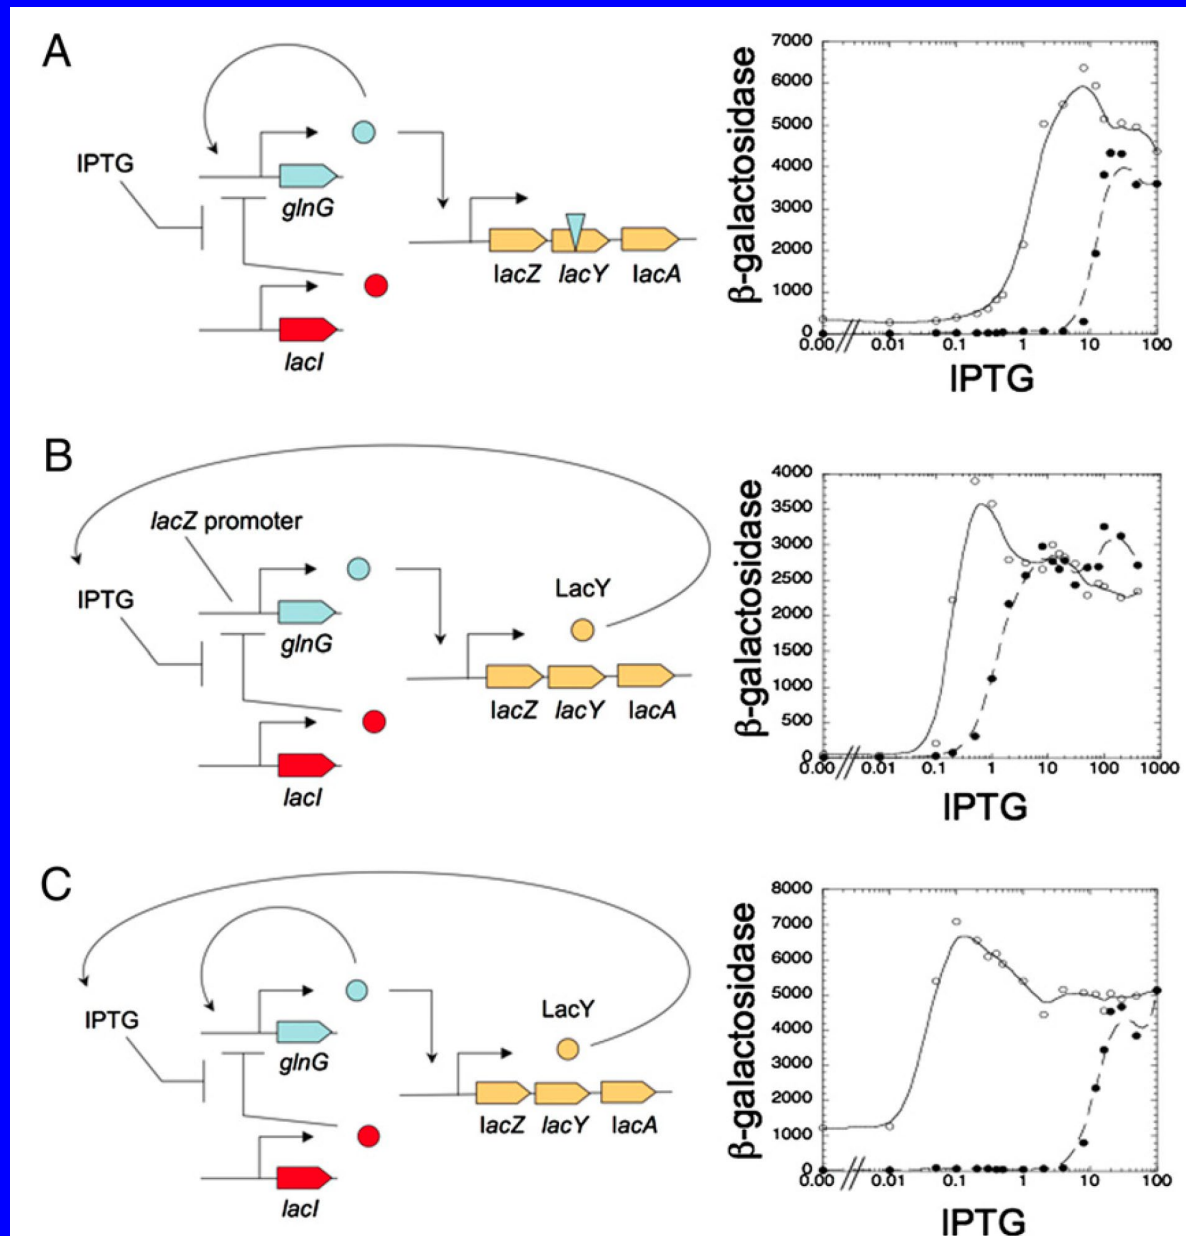 A
IPTG
glnG
lacZ lacY lacA
lacI
β-galactosidase
7000
6000
5000
4000
3000
2000
1000
0
0.00 0.01 0.1 1 10 100
IPTG
B
lacZ promoter
IPTG
glnG
LacY
lacZ lacY lacA
lacI
β-galactosidase
4000
3500
3000
2500
2000
1500
1000
500
0
0.00 0.01 0.1 1 10 100 1000
IPTG
C
IPTG
glnG
LacY
lacZ lacY lacA
lacI
β-galactosidase
8000
7000
6000
5000
4000
3000
2000
1000
0
0.00 0.01 0.1 1 10 100
IPTG